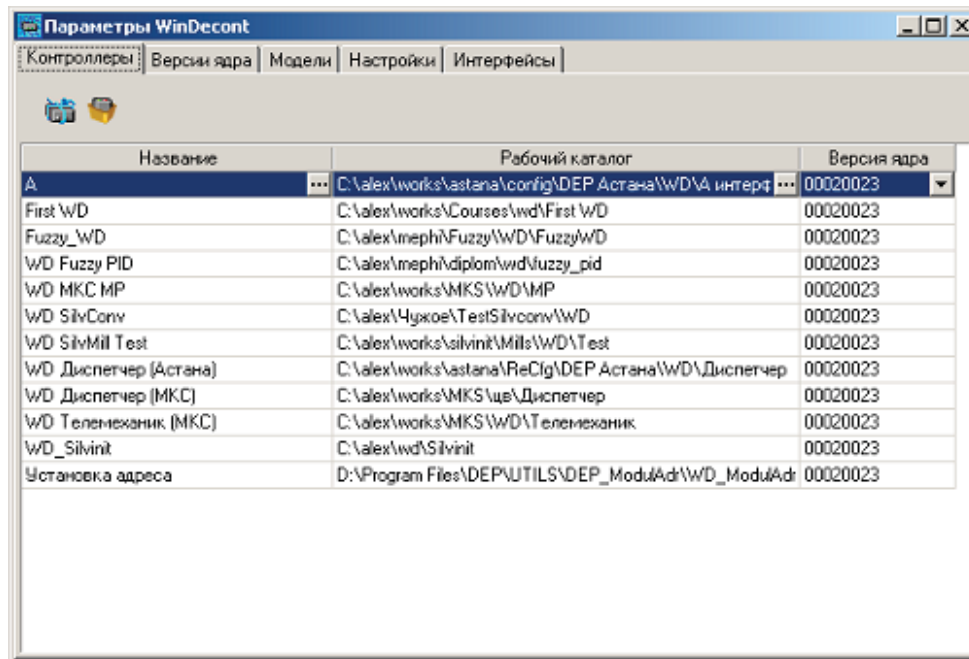 Параметры WinDecont
Контроллеры Версии ядра Модели Настройки Интерфейсы
Название Рабочий каталог Версия ядра
A ... C:\alex\works\astana\config\DEP Астана\WD\А интерф ... 00020023
First WD C:\alex\works\Courses\wd\First WD 00020023
Fuzzy_WD C:\alex\mephi\Fuzzy\WD\FuzzyWD 00020023
WD Fuzzy PID C:\alex\mephi\diplom\wd\fuzzy_pid 00020023
WD MKC MP C:\alex\works\MKS\WD\MP 00020023
WD SilvConv C:\alex\Чужое\TestSilvconv\WD 00020023
WD SilvMill Test C:\alex\works\silvinit\Mills\WD\Test 00020023
WD Диспетчер (Астана) C:\alex\works\astana\ReCfg\DEP Астана\WD\Диспетчер 00020023
WD Диспетчер (МКС) C:\alex\works\MKS\цв\Диспетчер 00020023
WD Телемеханик (МКС) C:\alex\works\MKS\WD\Телемеханик 00020023
WD_Silvinit C:\alex\wd\Silvinit 00020023
Установка адреса D:\Program Files\DEP\UTILS\DEP_ModulAdr\WD_ModulAdr 00020023